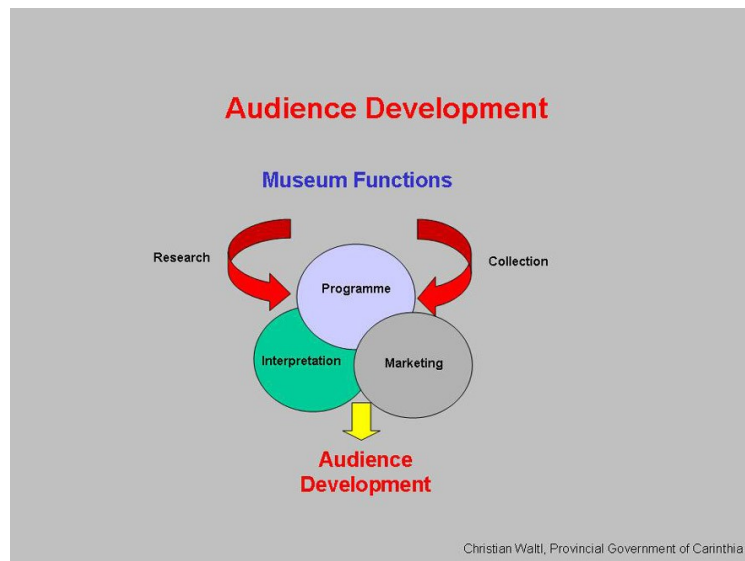 Audience Development
Museum Functions
Research
Collection
Programme
Interpretation
Marketing
Audience
Development
Christian Waltl, Provincial Government of Carinthia